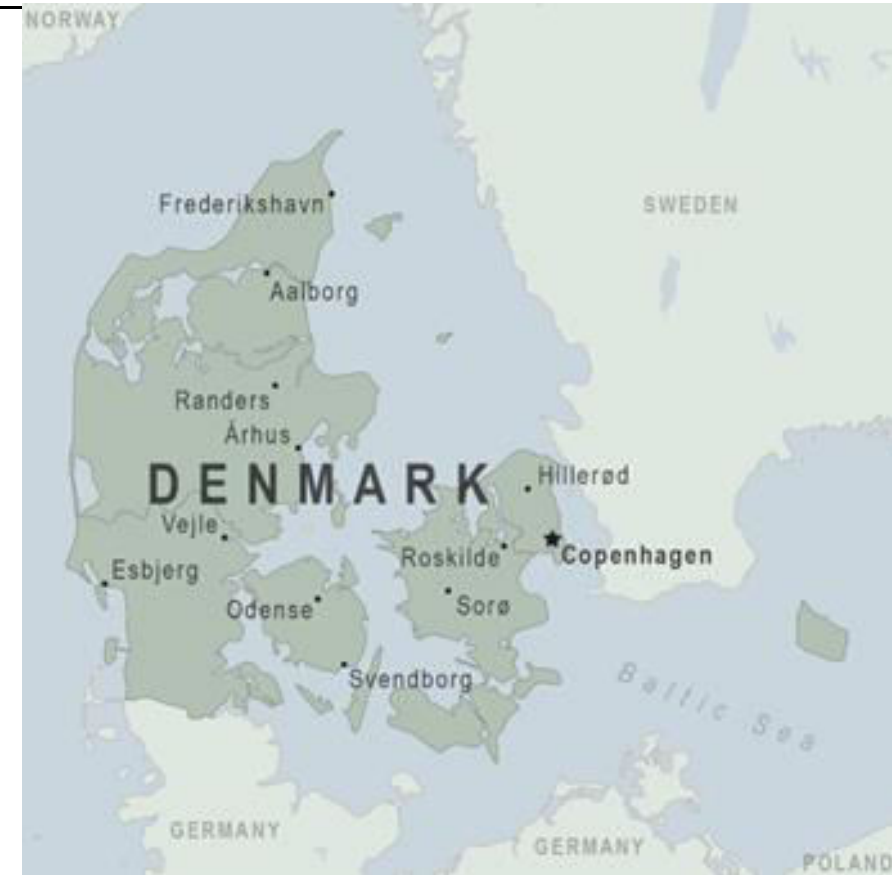 NORWAY
SWEDEN
Frederikshavn
Aalborg
Randers
Århus
DENMARK
Hillerød
Vejle
Roskilde
Copenhagen
Esbjerg
Odense
Sorø
Svendborg
Baltic Sea
GERMANY
GERMANY
POLAND